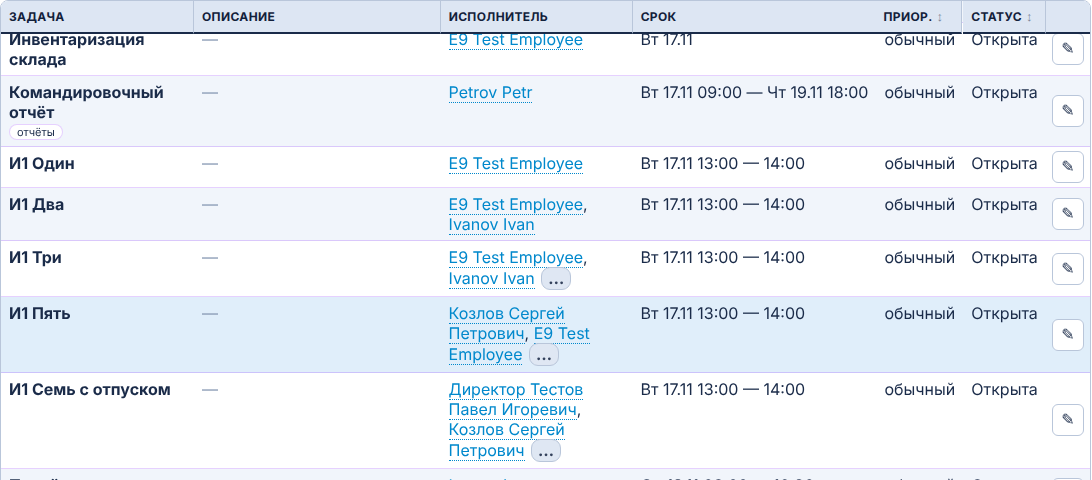 ЗАДАЧА ОПИСАНИЕ ИСПОЛНИТЕЛЬ СРОК ПРИОР. ↕ СТАТУС ↕
Инвентаризация — E9 Test Employee Вт 17.11 обычный Открыта ✎
склада
Командировочный — Petrov Petr Вт 17.11 09:00 — Чт 19.11 18:00 обычный Открыта ✎
отчёт
отчёты
И1 Один — E9 Test Employee Вт 17.11 13:00 — 14:00 обычный Открыта ✎
И1 Два — E9 Test Employee, Вт 17.11 13:00 — 14:00 обычный Открыта ✎
Ivanov Ivan
И1 Три — E9 Test Employee, Вт 17.11 13:00 — 14:00 обычный Открыта ✎
Ivanov Ivan ...
И1 Пять — Козлов Сергей Вт 17.11 13:00 — 14:00 обычный Открыта ✎
Петрович, E9 Test
Employee ...
И1 Семь с отпуском — Директор Тестов Вт 17.11 13:00 — 14:00 обычный Открыта ✎
Павел Игоревич,
Козлов Сергей
Петрович ...